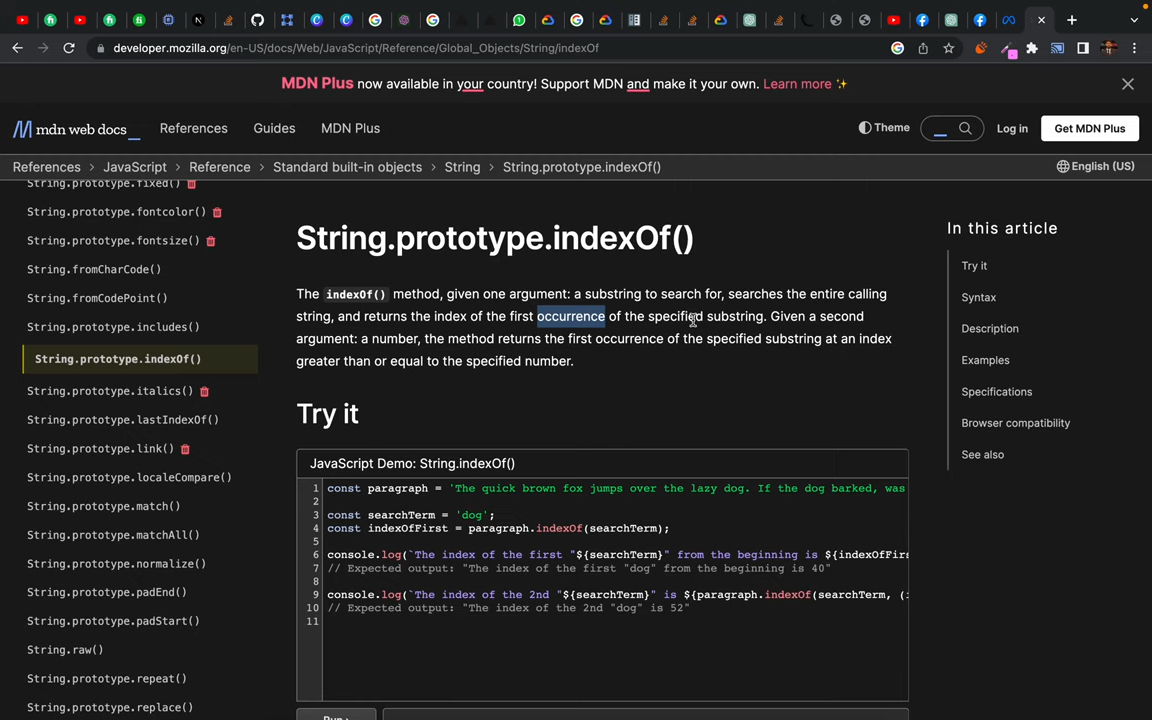 developer.mozilla.org/en-US/docs/Web/JavaScript/Reference/Global_Objects/String/indexOf
MDN Plus now available in your country! Support MDN and make it your own. Learn more ✨
mdn web docs
References
Guides
MDN Plus
Theme
Log in
Get MDN Plus
References > JavaScript > Reference > Standard built-in objects > String > String.prototype.indexOf()
English (US)
String.prototype.fixed()
String.prototype.fontcolor()
String.prototype.fontsize()
String.fromCharCode()
String.fromCodePoint()
String.prototype.includes()
String.prototype.indexOf()
String.prototype.italics()
String.prototype.lastIndexOf()
String.prototype.link()
String.prototype.localeCompare()
String.prototype.match()
String.prototype.matchAll()
String.prototype.normalize()
String.prototype.padEnd()
String.prototype.padStart()
String.raw()
String.prototype.repeat()
String.prototype.replace()
String.prototype.indexOf()
The indexOf() method, given one argument: a substring to search for, searches the entire calling
string, and returns the index of the first occurrence of the specified substring. Given a second
argument: a number, the method returns the first occurrence of the specified substring at an index
greater than or equal to the specified number.
Try it
JavaScript Demo: String.indexOf()
1 const paragraph = 'The quick brown fox jumps over the lazy dog. If the dog barked, was
2
3 const searchTerm = 'dog';
4 const indexOfFirst = paragraph.indexOf(searchTerm);
5
6 console.log(`The index of the first "${searchTerm}" from the beginning is ${indexOfFirs
7 // Expected output: "The index of the first "dog" from the beginning is 40"
8
9 console.log(`The index of the 2nd "${searchTerm}" is ${paragraph.indexOf(searchTerm, (i
10 // Expected output: "The index of the 2nd "dog" is 52"
11
In this article
Try it
Syntax
Description
Examples
Specifications
Browser compatibility
See also